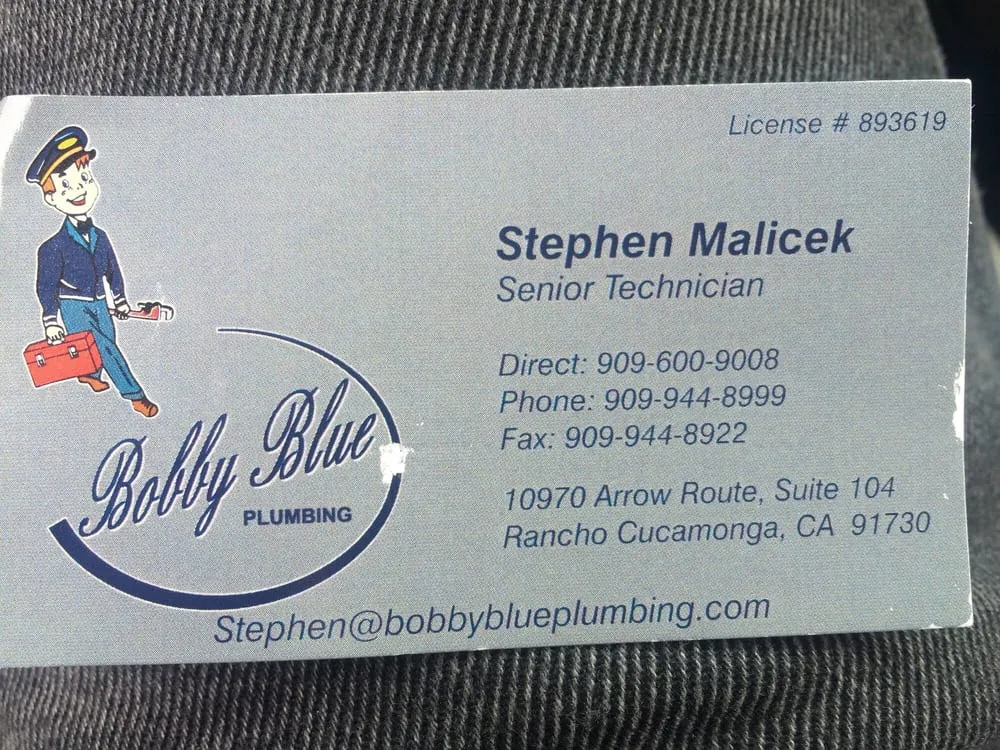 License # 893619
Stephen Malicek
Senior Technician
Direct: 909-600-9008
Phone: 909-944-8999
Fax: 909-944-8922
10970 Arrow Route, Suite 104
Rancho Cucamonga, CA 91730
Bobby Blue
PLUMBING
Stephen@bobbyblueplumbing.com